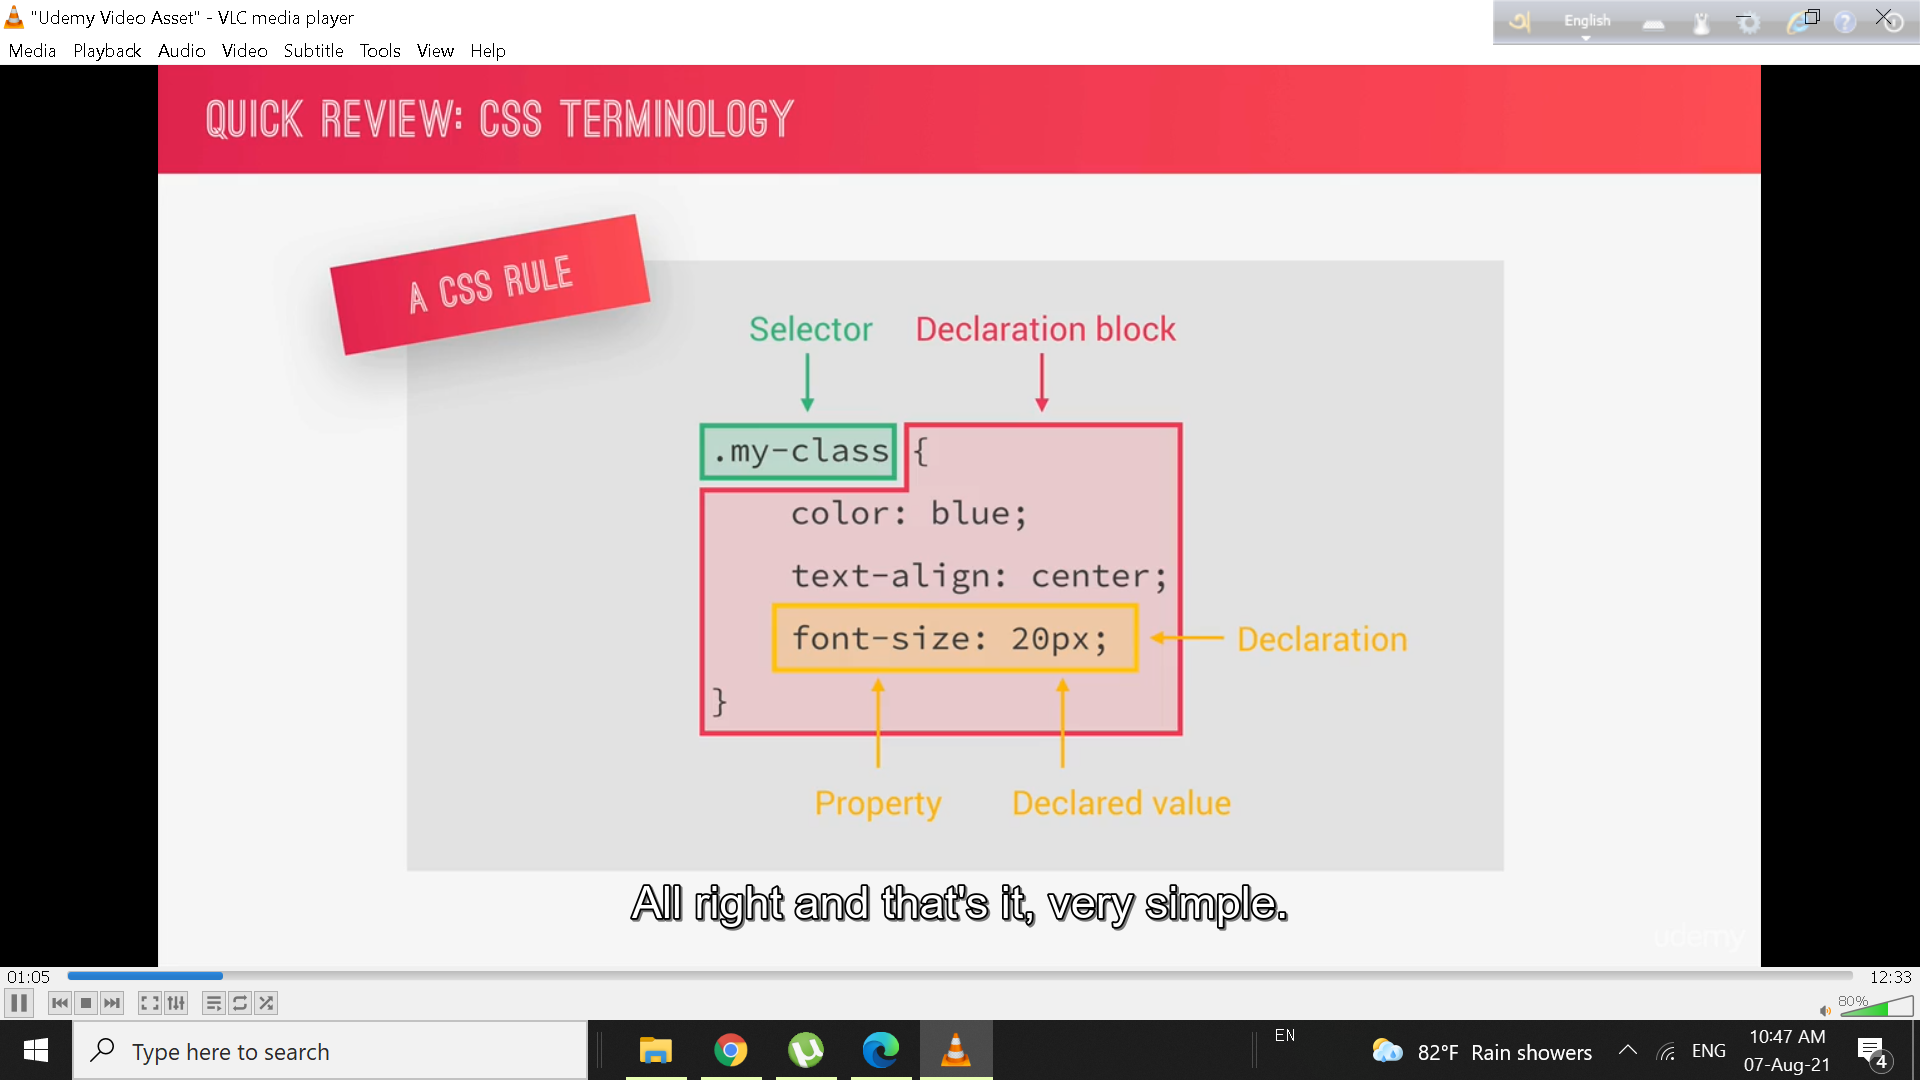 "Udemy Video Asset" - VLC media player
English
Media Playback Audio Video Subtitle Tools View Help
QUICK REVIEW: CSS TERMINOLOGY
A CSS RULE
Selector
Declaration block
.my-class {
color: blue;
text-align: center;
font-size: 20px;
Declaration
}
Property
Declared value
All right and that's it, very simple.
udemy
01:05
12:33
80%
Type here to search
EN
82°F Rain showers
ENG
10:47 AM
07-Aug-21
4